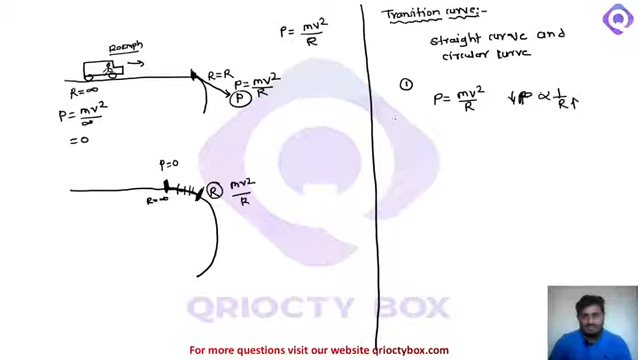 P = mv²/R
80kmph
R=∞
R=R
P = mv²/R
P
P = mv²/∞
= 0
P=0
R=∞
R
mv²/R
Tranition curve:-
straight curve and
circular curve
①
P = mv²/R
↓P ∝ 1/R↑
QRIOCTY BOX
For more questions visit our website qrioctybox.com